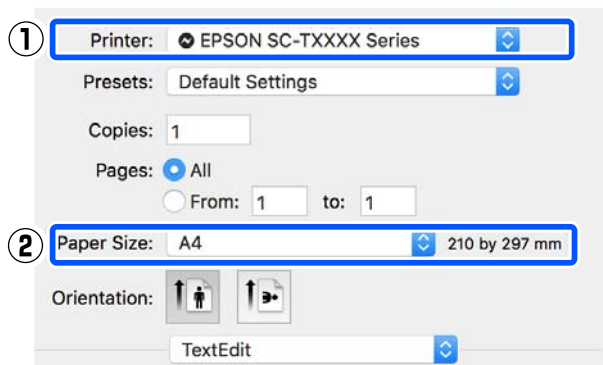 ① Printer: EPSON SC-TXXXX Series
Presets: Default Settings
Copies: 1
Pages: All
From: 1 to: 1
② Paper Size: A4 210 by 297 mm
Orientation:
TextEdit